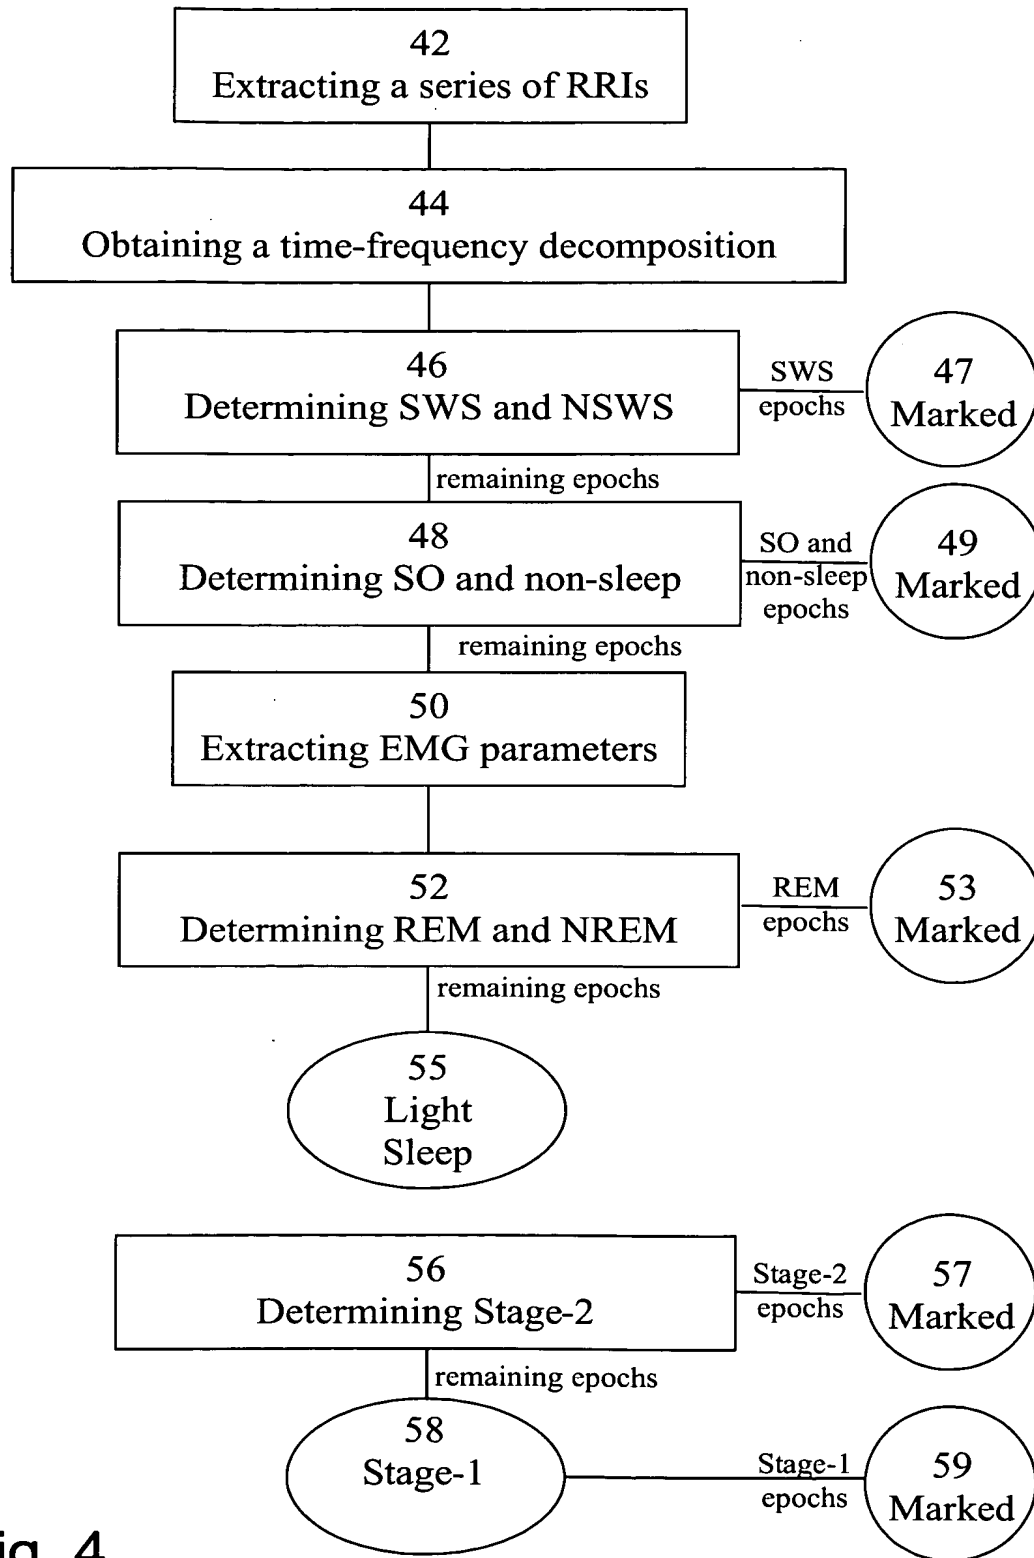 42
Extracting a series of RRIs
44
Obtaining a time-frequency decomposition
46
Determining SWS and NSWS
SWS
epochs
47
Marked
remaining epochs
48
Determining SO and non-sleep
SO and
non-sleep
epochs
49
Marked
remaining epochs
50
Extracting EMG parameters
52
Determining REM and NREM
REM
epochs
53
Marked
remaining epochs
55
Light
Sleep
56
Determining Stage-2
Stage-2
epochs
57
Marked
remaining epochs
58
Stage-1
Stage-1
epochs
59
Marked
ig. 4